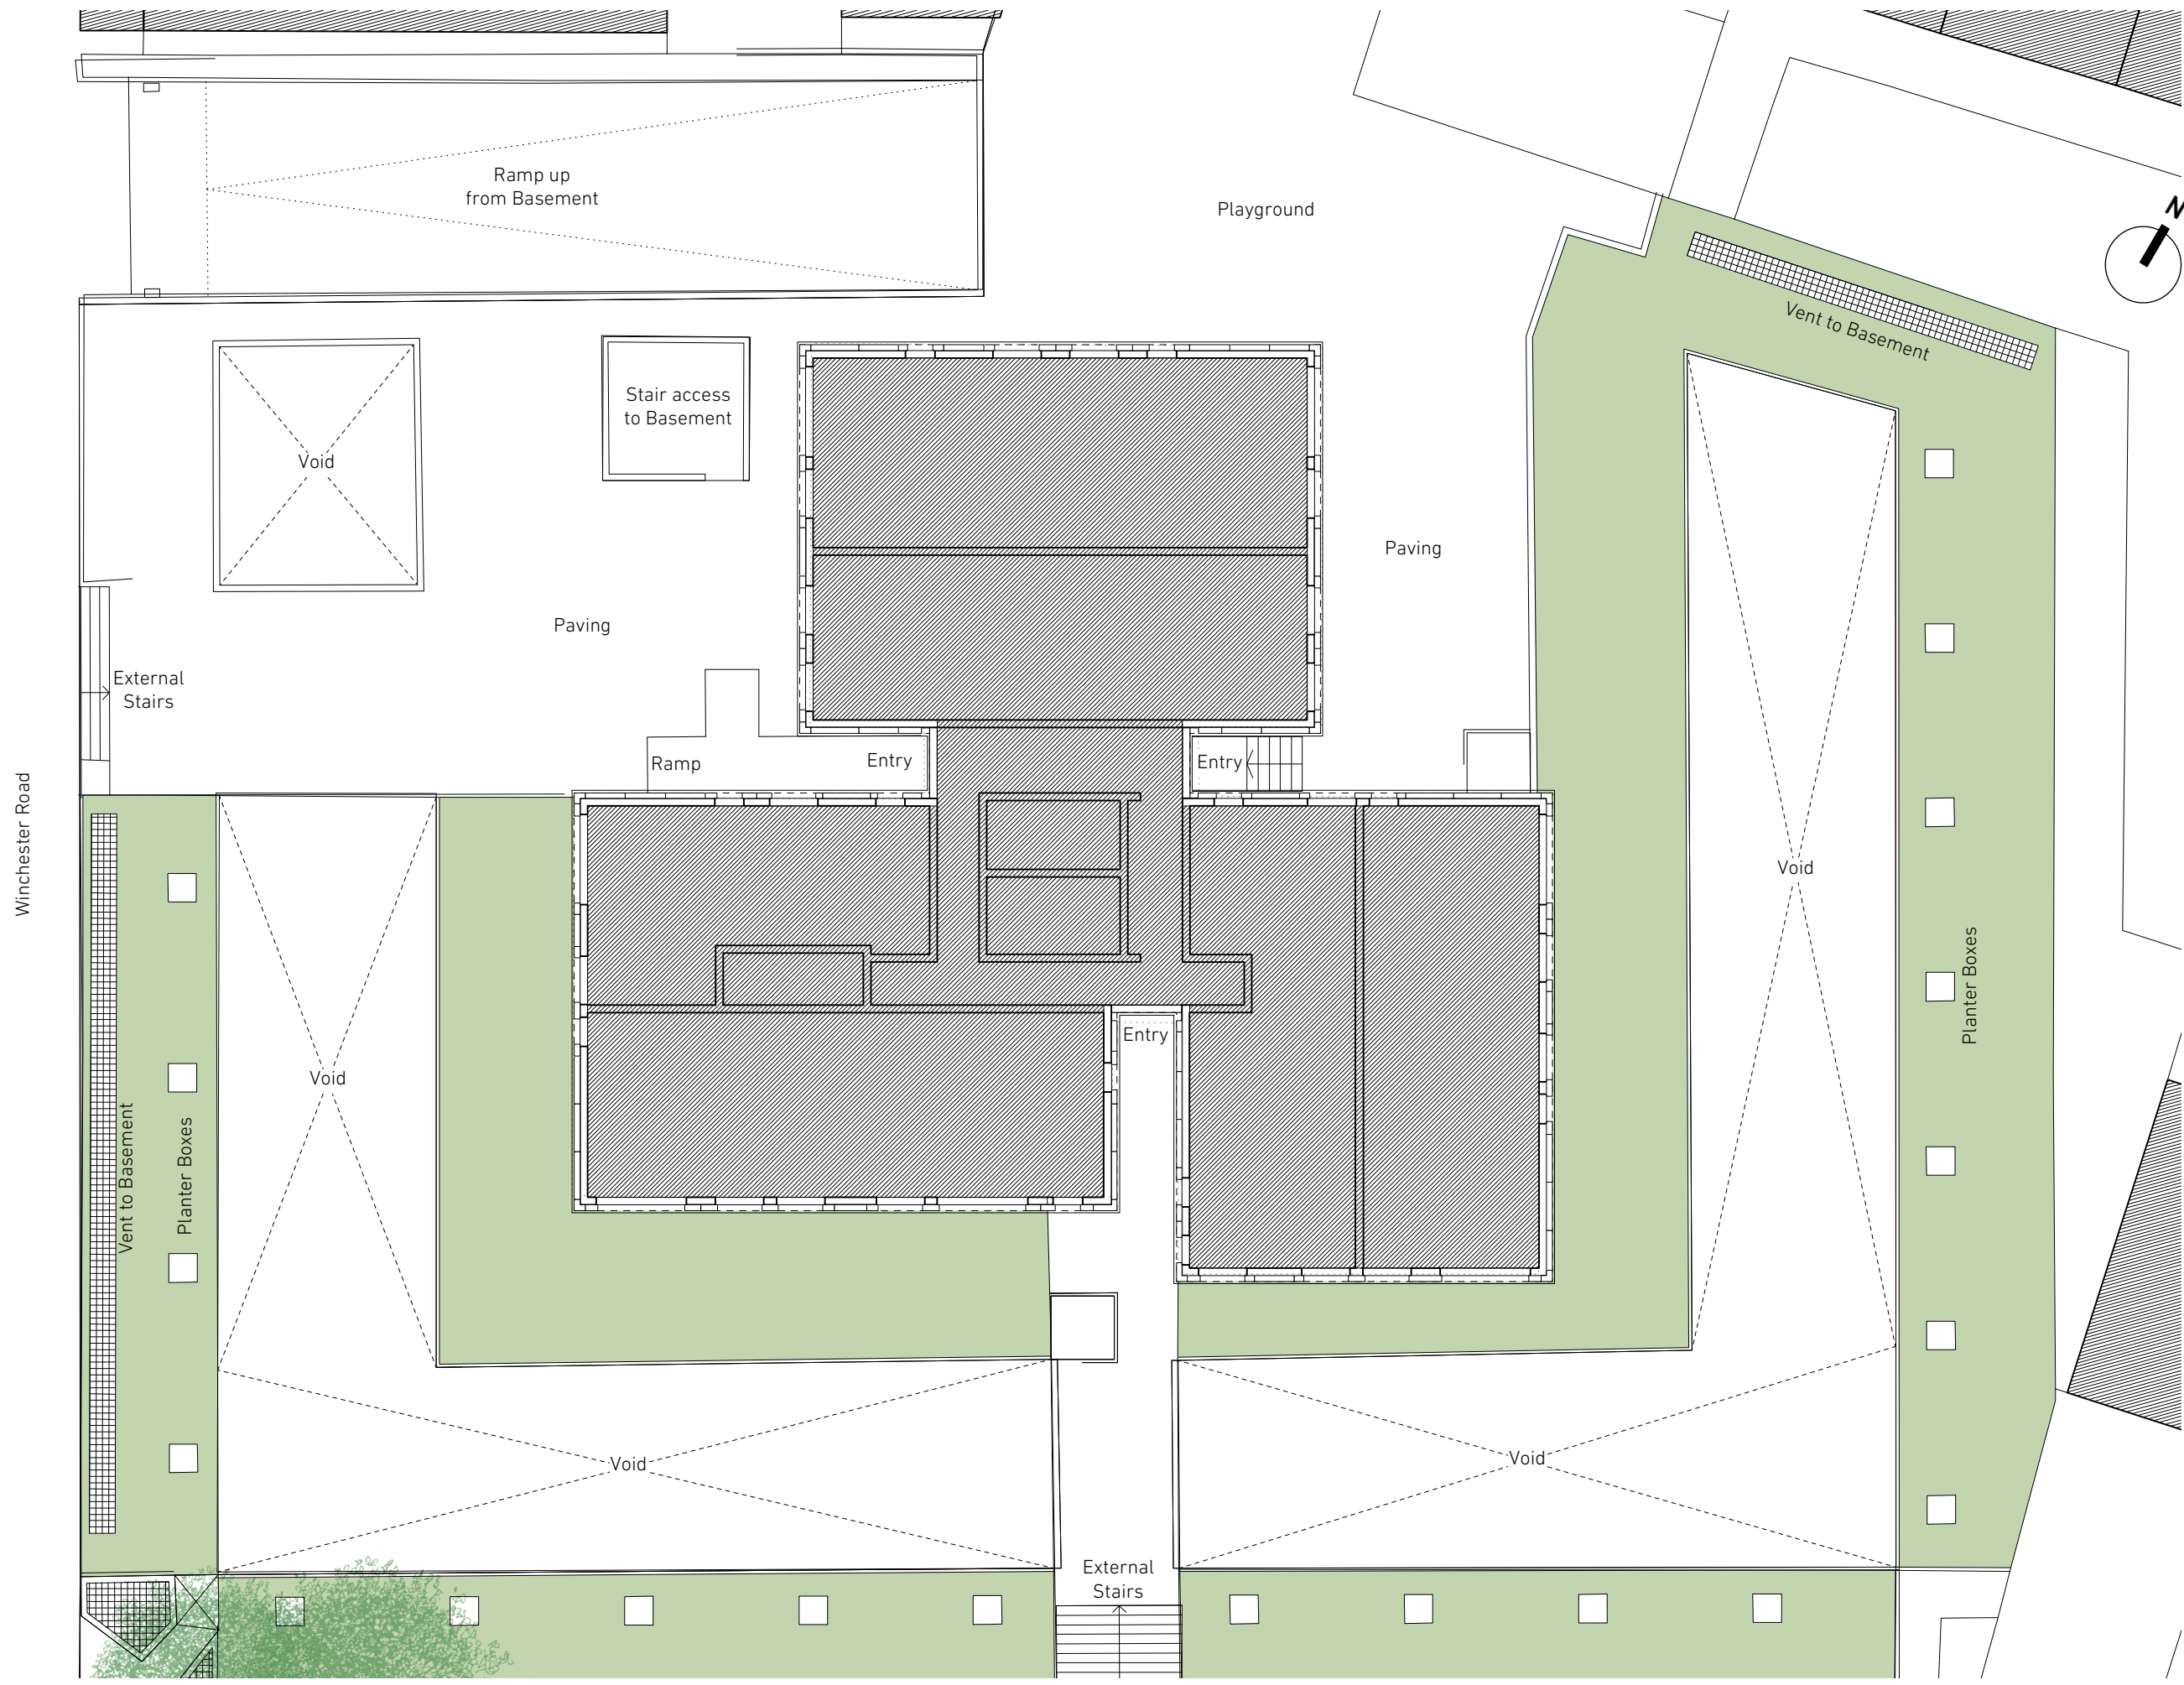 Ramp up
from Basement
Playground
N
Vent to Basement
Stair access
to Basement
Void
Paving
Paving
External
Stairs
Ramp
Entry
Entry
Winchester Road
Void
Planter Boxes
Entry
Void
Vent to Basement
Planter Boxes
Void
Void
External
Stairs